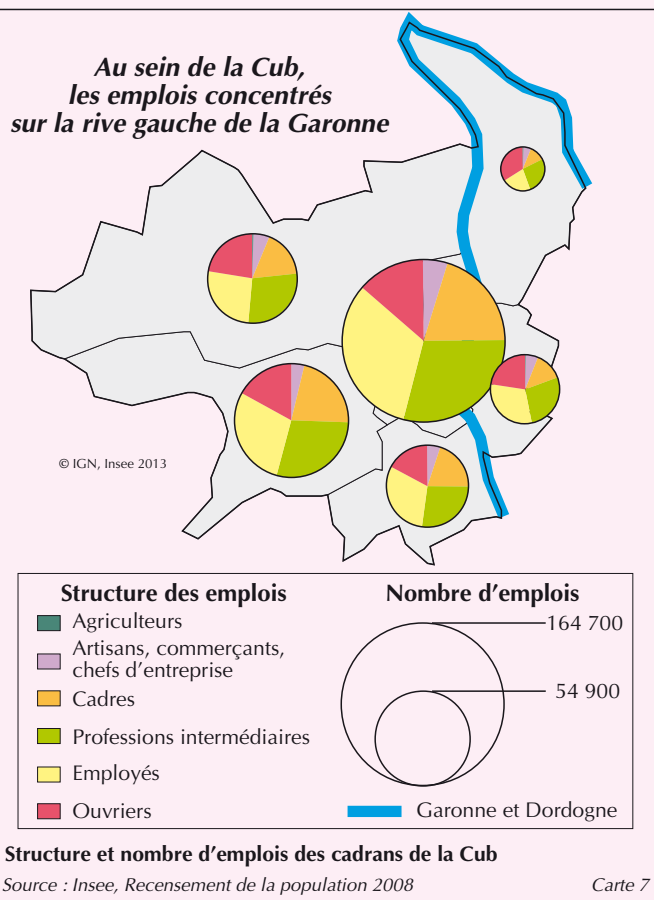 Au sein de la Cub,
les emplois concentrés
sur la rive gauche de la Garonne
© IGN, Insee 2013
Structure des emplois
Agriculteurs
Artisans, commerçants,
chefs d'entreprise
Cadres
Professions intermédiaires
Employés
Ouvriers
Nombre d'emplois
164 700
54 900
Garonne et Dordogne
Structure et nombre d'emplois des cadrans de la Cub
Source : Insee, Recensement de la population 2008
Carte 7